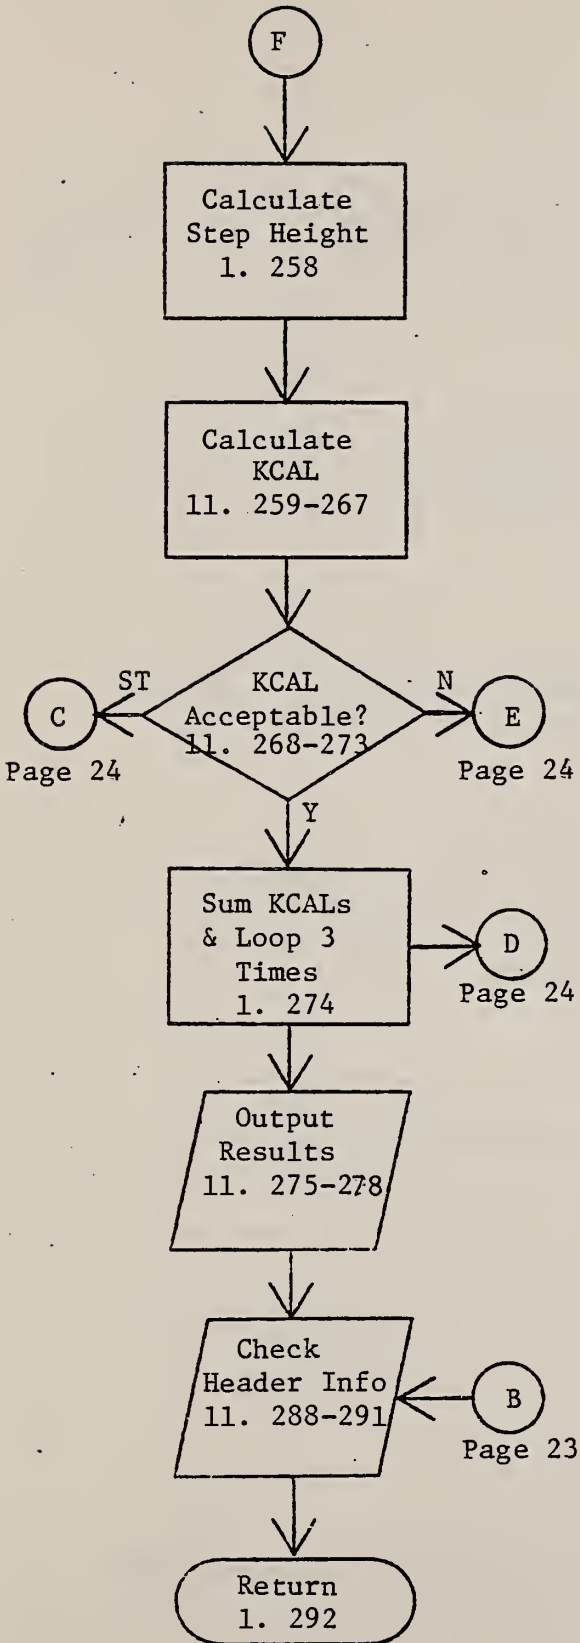 F
Calculate
Step Height
1. 258
Calculate
KCAL
11. 259-267
ST
KCAL
N
C
Acceptable?
E
11. 268-273
Page 24
Page 24
Y
Sum KCALs
& Loop 3
Times
1. 274
D
Page 24
Output
Results
11. 275-278
Check
Header Info
11. 288-291
B
Page 23
Return
1. 292